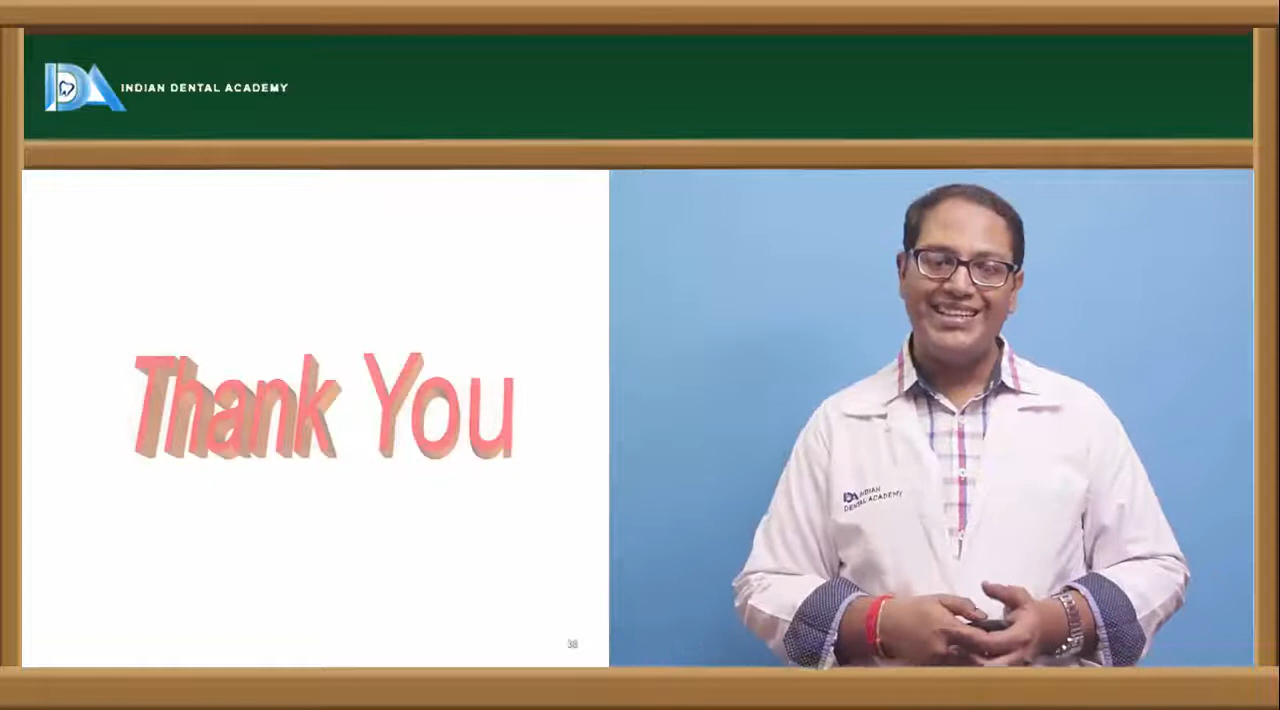 INDIAN DENTAL ACADEMY
Thank You
INDIAN
DENTAL ACADEMY
38